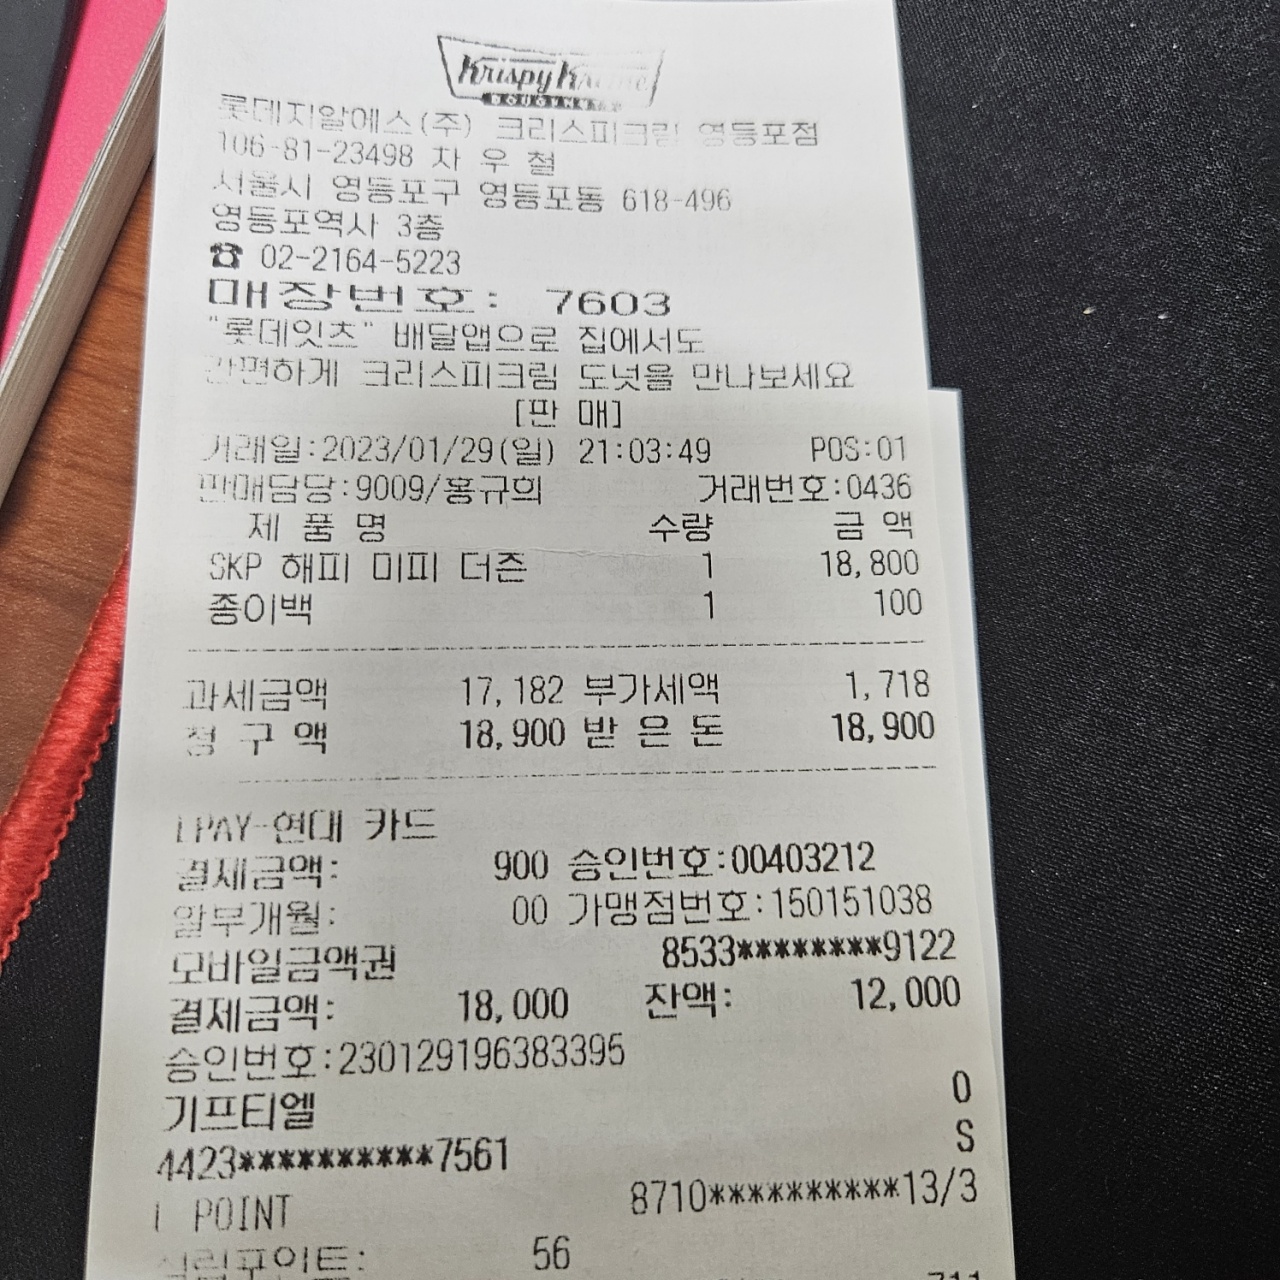 Krispy Kreme
DOUGHNUTS
롯데지알에스(주) 크리스피크림 영등포점
106-81-23498 차 우 철
서울시 영등포구 영등포동 618-496
영등포역사 3층
☎ 02-2164-5223
매장번호: 7603
"롯데잇츠" 배달앱으로 집에서도
간편하게 크리스피크림 도넛을 만나보세요
[판 매]
거래일:2023/01/29(일) 21:03:49 POS:01
판매담당:9009/홍규희 거래번호:0436
제 품 명 수량 금 액
SKP 해피 미피 더즌 1 18,800
종이백 1 100
과세금액 17,182 부가세액 1,718
청 구 액 18,900 받 은 돈 18,900
LPAY-현대 카드
결제금액: 900 승인번호:00403212
할부개월: 00 가맹점번호:150151038
모바일금액권 8533********9122
결제금액: 18,000 잔액: 12,000
승인번호:230129196383395
기프티엘 0
4423**********7561 S
L POINT 8710**********13/3
적립포인트: 56